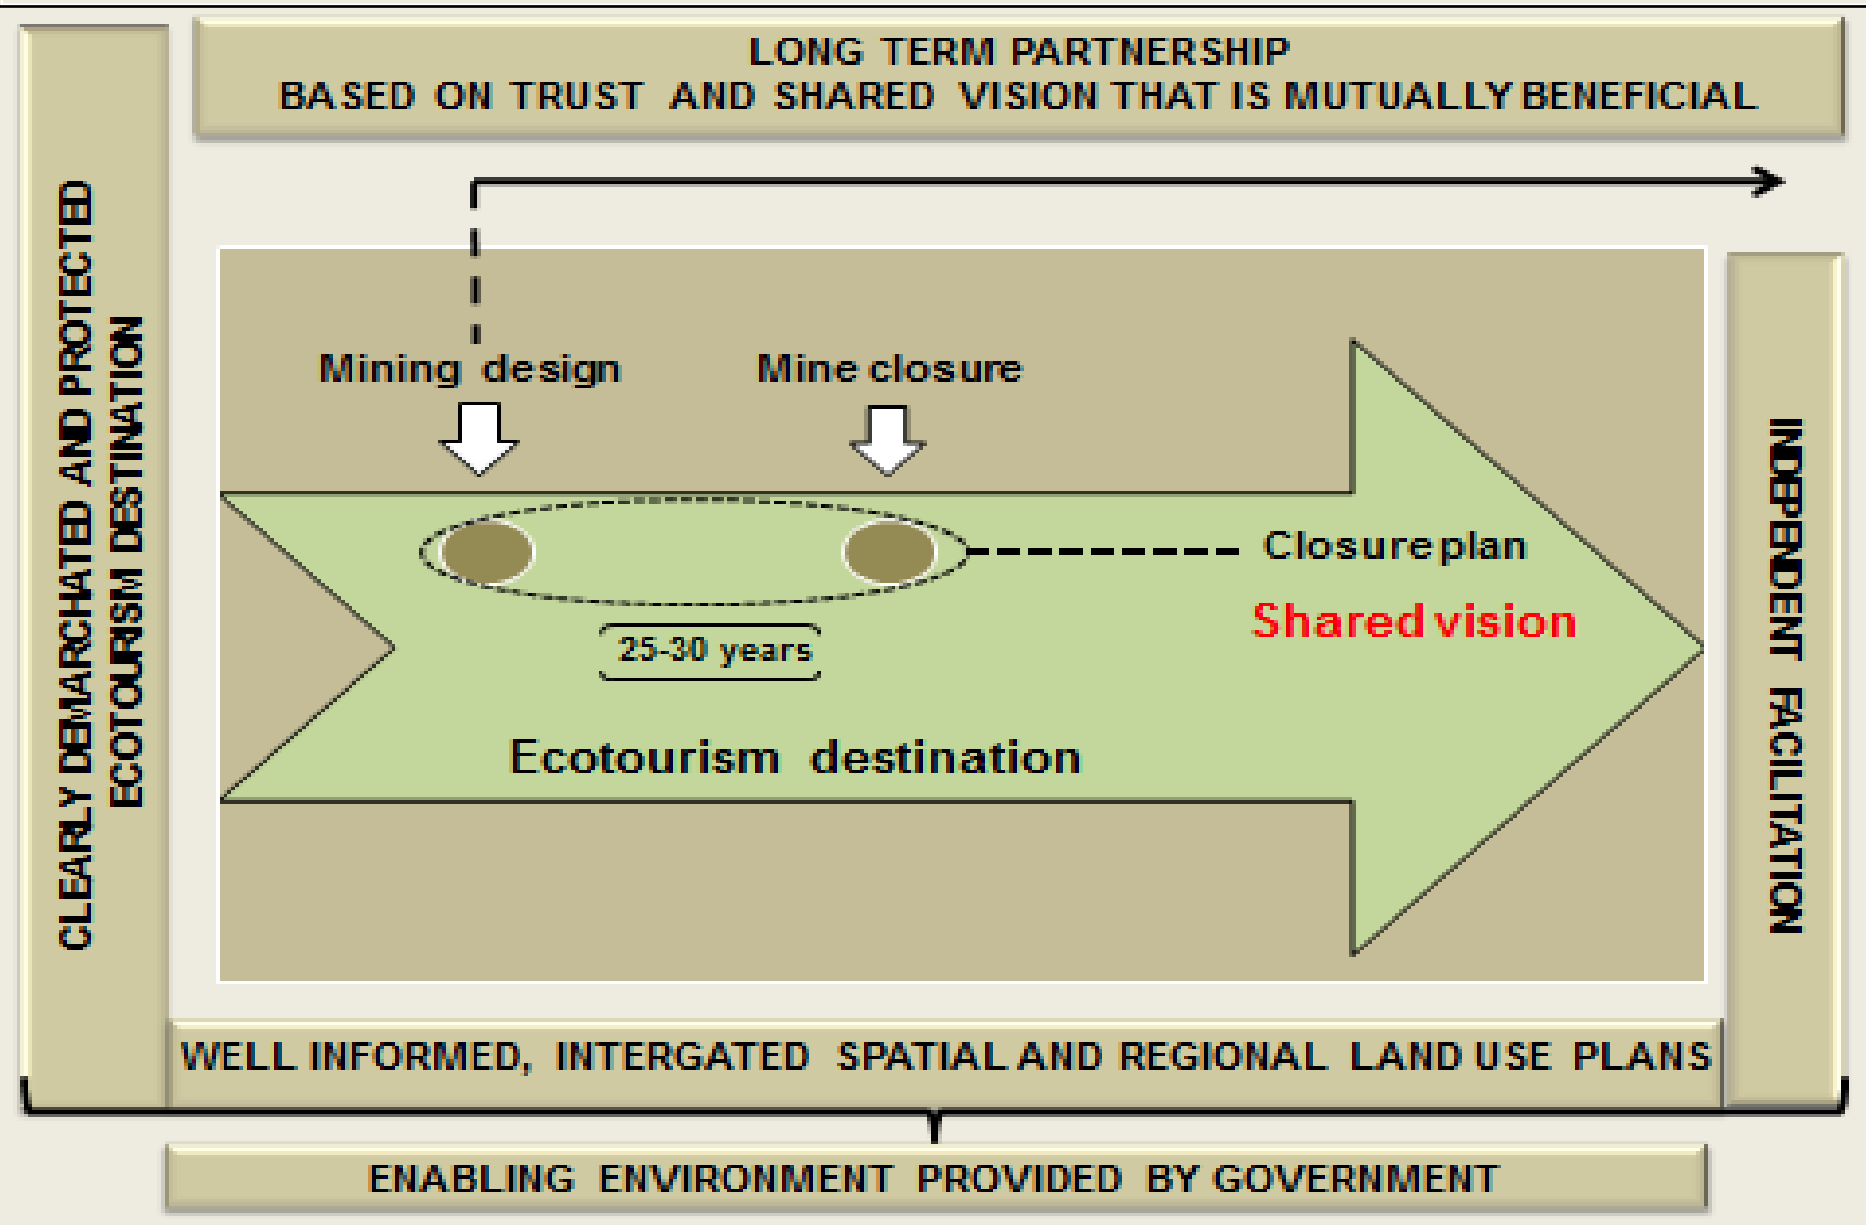 LONG TERM PARTNERSHIP
BASED ON TRUST AND SHARED VISION THAT IS MUTUALLY BENEFICIAL
CLEARLY DEMARCHATED AND PROTECTED
ECOTOURISM DESTINATION
Mining design
Mine closure
Closure plan
Shared vision
25-30 years
Ecotourism destination
INDEPENDENT FACILITATION
WELL INFORMED, INTERGATED SPATIAL AND REGIONAL LAND USE PLANS
ENABLING ENVIRONMENT PROVIDED BY GOVERNMENT